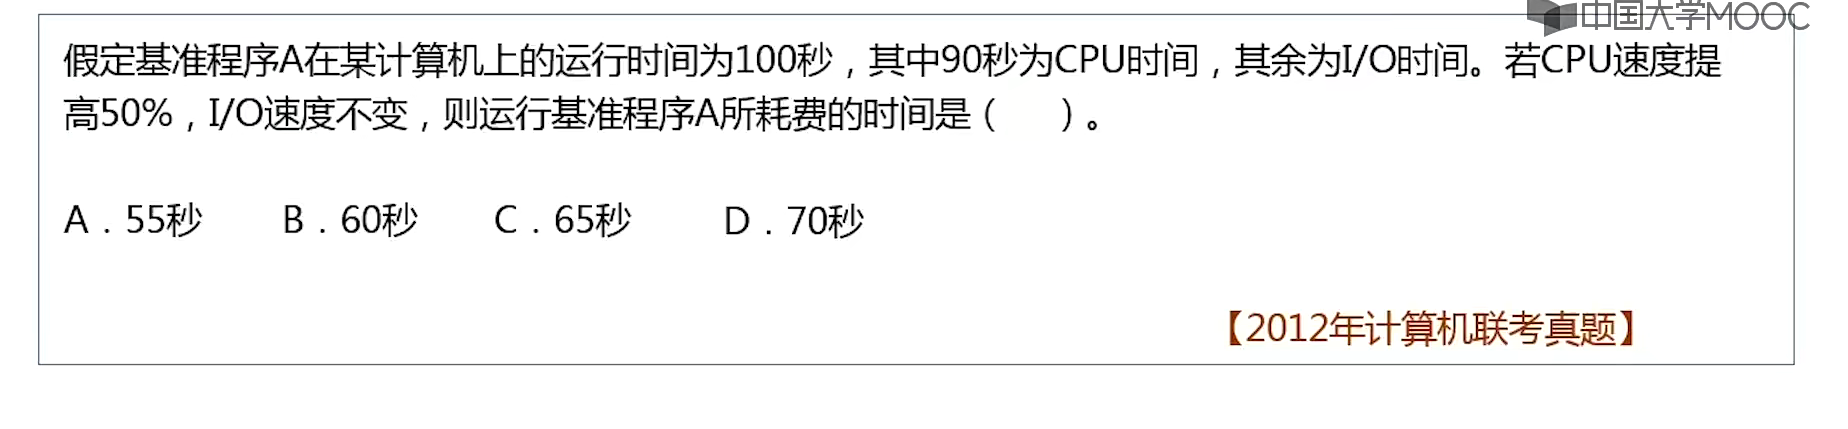 中国大学MOOC
假定基准程序A在某计算机上的运行时间为100秒，其中90秒为CPU时间，其余为I/O时间。若CPU速度提
高50%，I/O速度不变，则运行基准程序A所耗费的时间是（　　）。
A．55秒　　B．60秒　　C．65秒　　D．70秒
【2012年计算机联考真题】